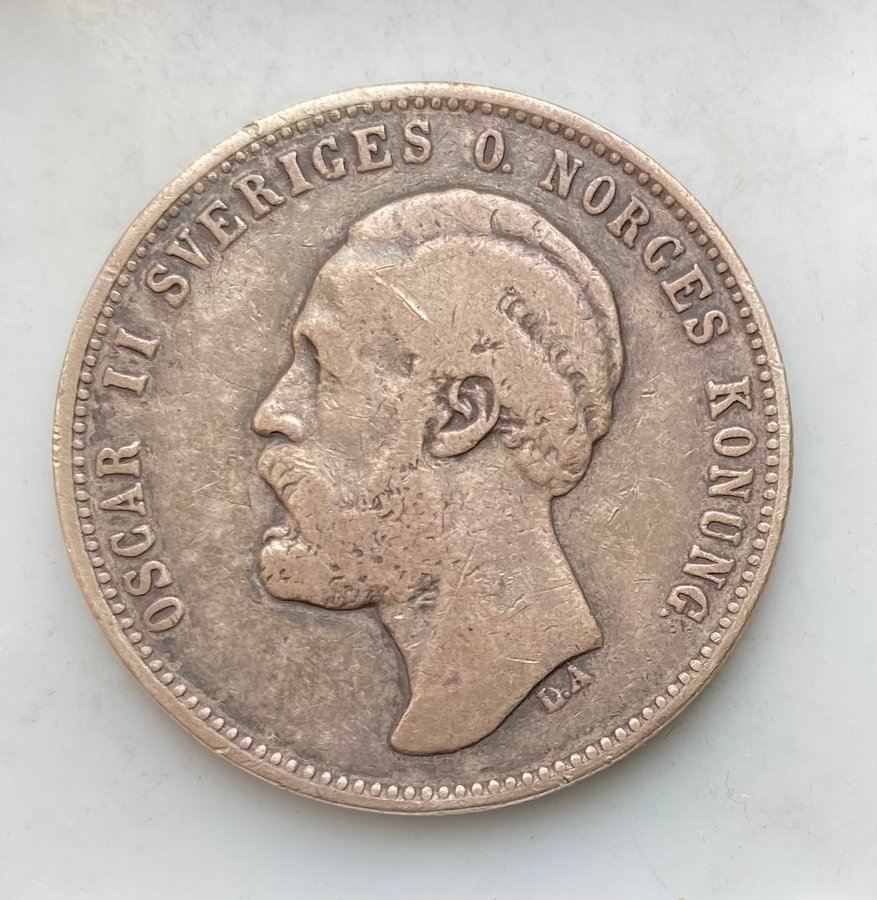 OSCAR II SVERIGES O. NORGES KONUNG.
D.A